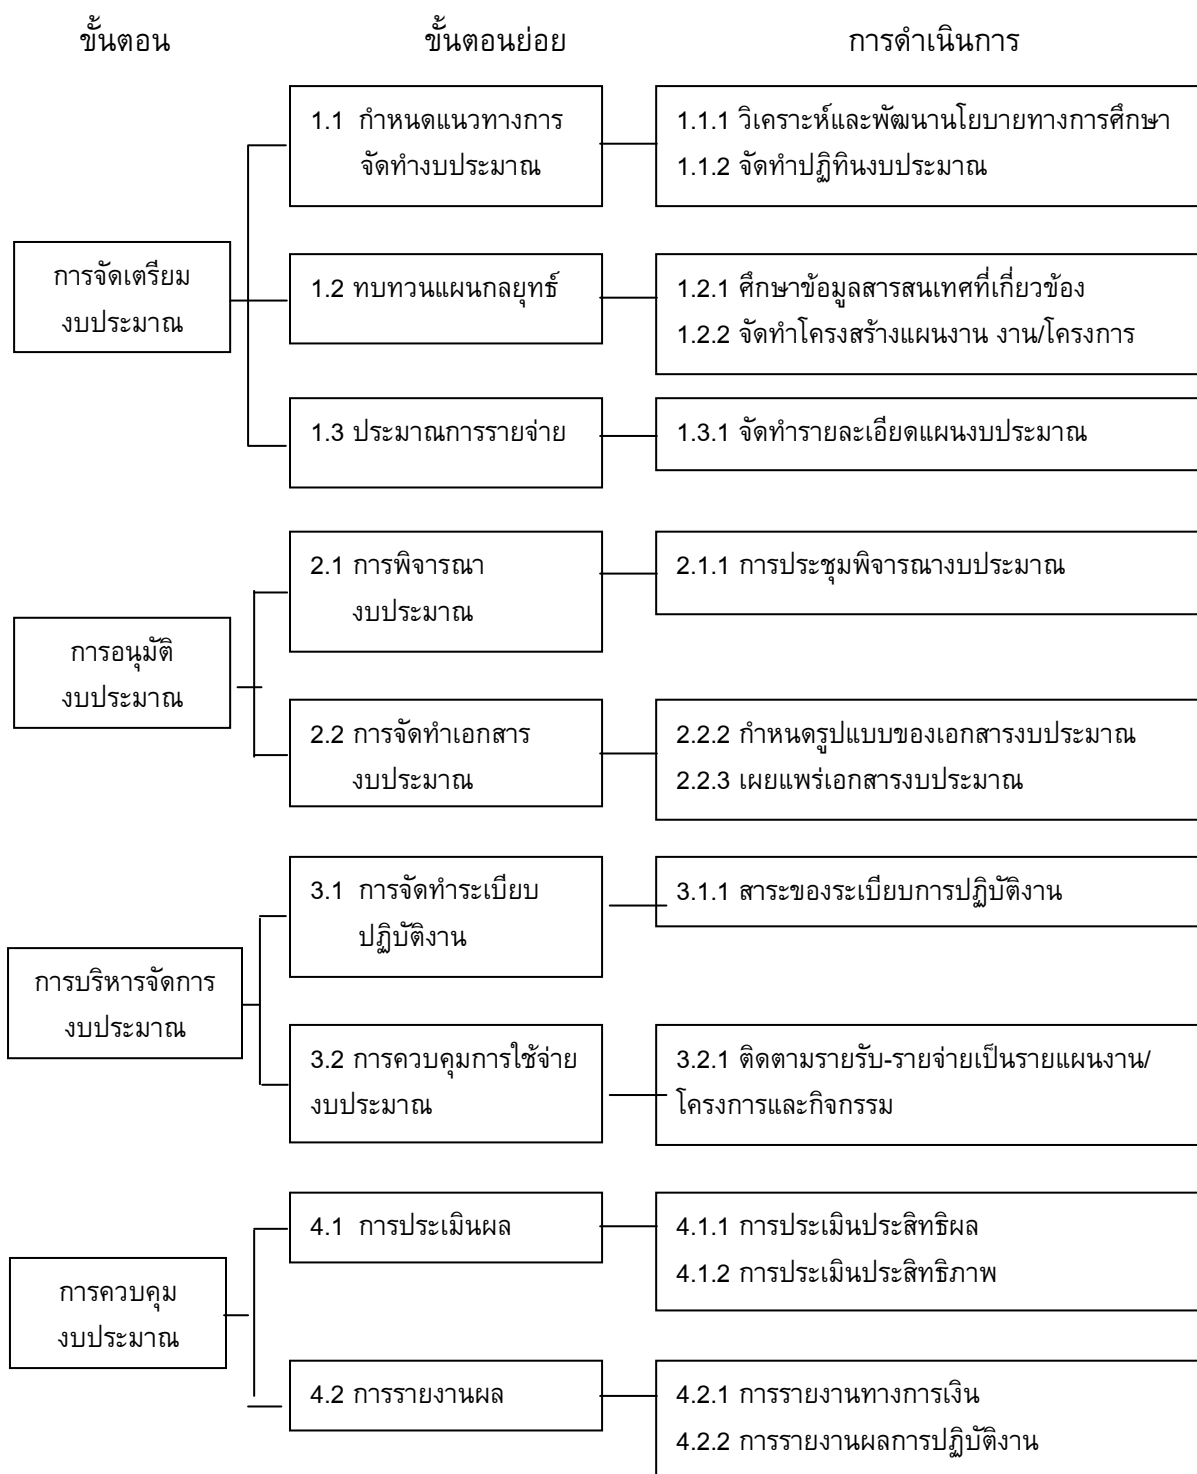 ขั้นตอน
ขั้นตอนย่อย
การดำเนินการ
การจัดเตรียม
งบประมาณ
1.1 กำหนดแนวทางการ
จัดทำงบประมาณ
1.1.1 วิเคราะห์และพัฒนานโยบายทางการศึกษา
1.1.2 จัดทำปฏิทินงบประมาณ
1.2 ทบทวนแผนกลยุทธ์
1.2.1 ศึกษาข้อมูลสารสนเทศที่เกี่ยวข้อง
1.2.2 จัดทำโครงสร้างแผนงาน งาน/โครงการ
1.3 ประมาณการรายจ่าย
1.3.1 จัดทำรายละเอียดแผนงบประมาณ
การอนุมัติ
งบประมาณ
2.1 การพิจารณา
งบประมาณ
2.1.1 การประชุมพิจารณางบประมาณ
2.2 การจัดทำเอกสาร
งบประมาณ
2.2.2 กำหนดรูปแบบของเอกสารงบประมาณ
2.2.3 เผยแพร่เอกสารงบประมาณ
การบริหารจัดการ
งบประมาณ
3.1 การจัดทำระเบียบ
ปฏิบัติงาน
3.1.1 สาระของระเบียบการปฏิบัติงาน
3.2 การควบคุมการใช้จ่าย
งบประมาณ
3.2.1 ติดตามรายรับ-รายจ่ายเป็นรายแผนงาน/
โครงการและกิจกรรม
การควบคุม
งบประมาณ
4.1 การประเมินผล
4.1.1 การประเมินประสิทธิผล
4.1.2 การประเมินประสิทธิภาพ
4.2 การรายงานผล
4.2.1 การรายงานทางการเงิน
4.2.2 การรายงานผลการปฏิบัติงาน